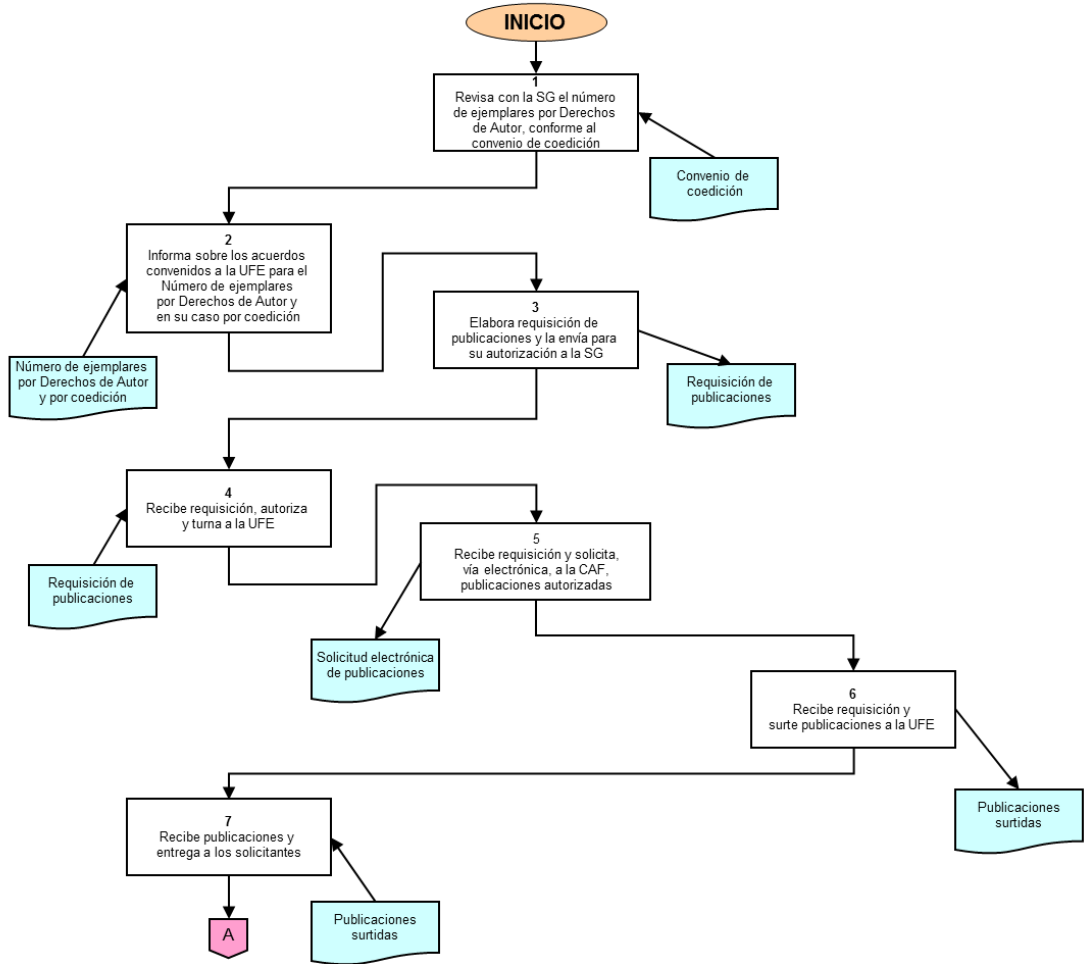 INICIO
1
Revisa con la SG el número
de ejemplares por Derechos
de Autor, conforme al
convenio de coedición
Convenio de
coedición
2
Informa sobre los acuerdos
convenidos a la UFE para el
Número de ejemplares
por Derechos de Autor y
en su caso por coedición
Número de ejemplares
por Derechos de Autor
y por coedición
3
Elabora requisición de
publicaciones y la envía para
su autorización a la SG
Requisición de
publicaciones
4
Recibe requisición, autoriza
y turna a la UFE
Requisición de
publicaciones
5
Recibe requisición y solicita,
vía electrónica, a la CAF,
publicaciones autorizadas
Solicitud electrónica
de publicaciones
6
Recibe requisición y
surte publicaciones a la UFE
Publicaciones
surtidas
7
Recibe publicaciones y
entrega a los solicitantes
Publicaciones
surtidas
A